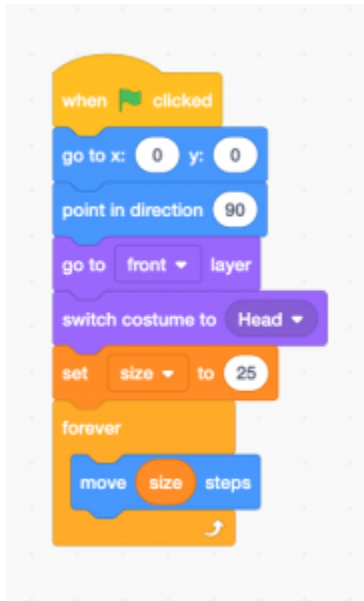 when clicked
go to x: 0 y: 0
point in direction 90
go to front layer
switch costume to Head
set size to 25
forever
move size steps